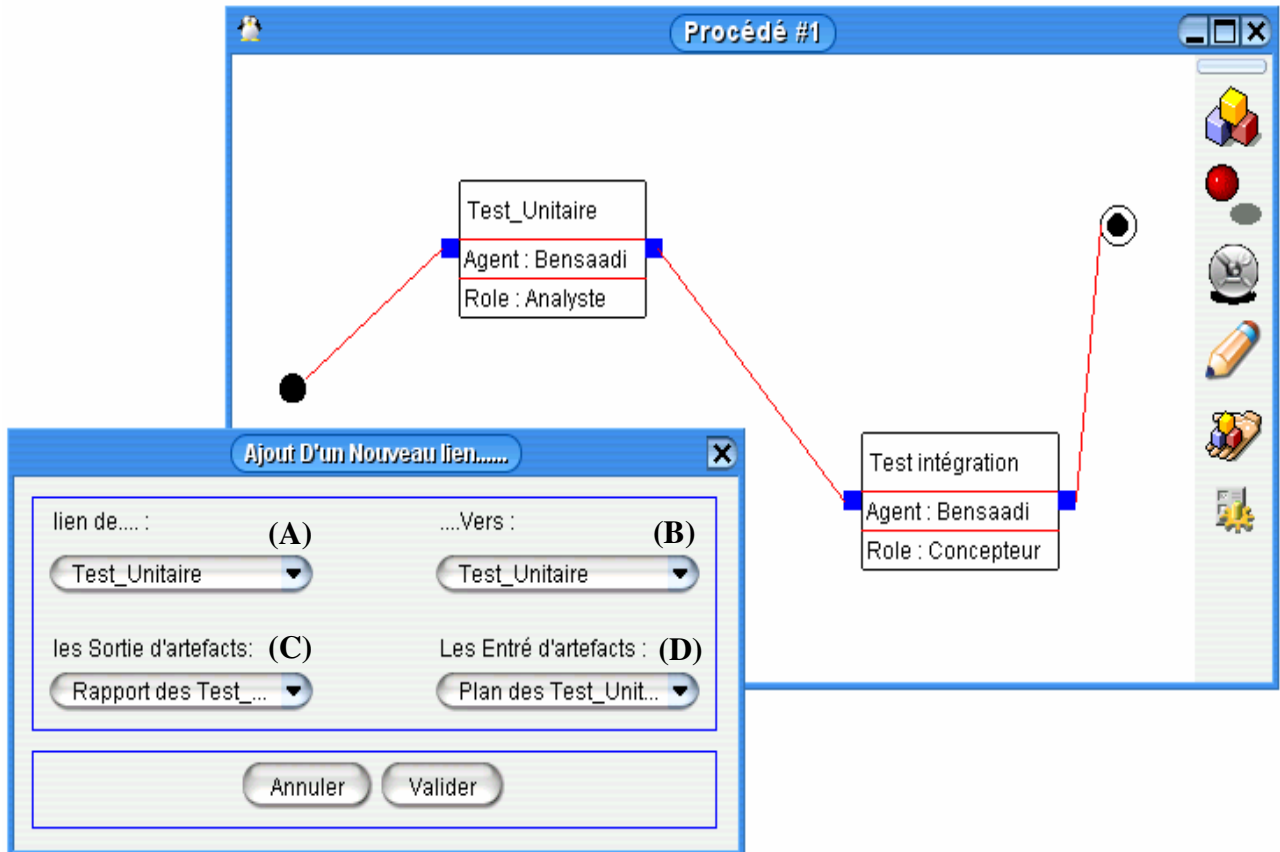 Procédé #1
Test_Unitaire
Agent : Bensaadi
Role : Analyste
Test intégration
Agent : Bensaadi
Role : Concepteur
Ajout D'un Nouveau lien......
lien de.... : (A)
....Vers : (B)
Test_Unitaire
Test_Unitaire
les Sortie d'artefacts: (C)
Les Entré d'artefacts : (D)
Rapport des Test_...
Plan des Test_Unit...
Annuler
Valider